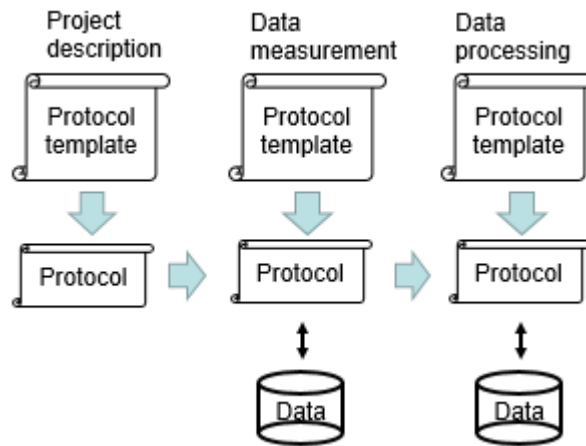 Project
description
Data
measurement
Data
processing
Protocol
template
Protocol
template
Protocol
template
Protocol
Protocol
Protocol
Data
Data